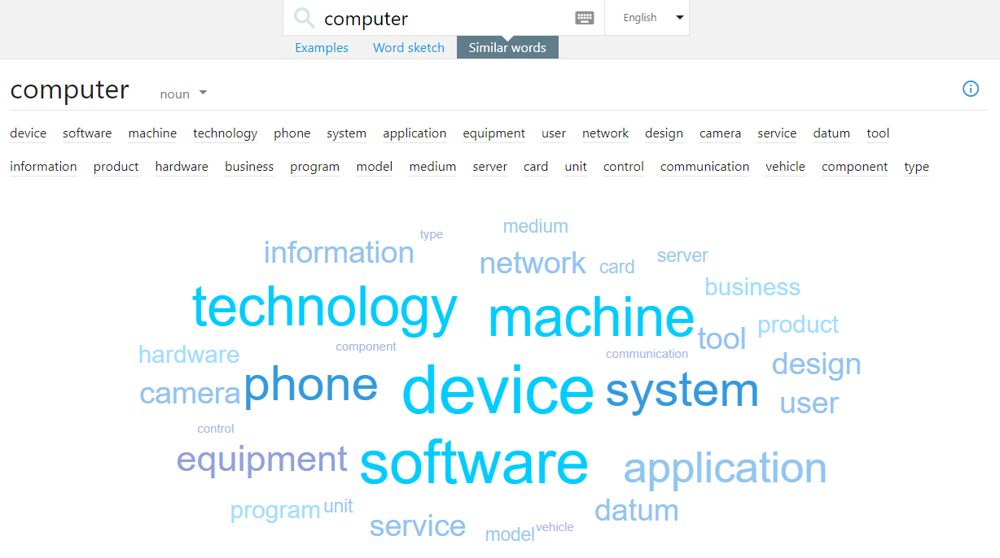 computer English
Examples Word sketch Similar words
computer noun
device software machine technology phone system application equipment user network design camera service datum tool
information product hardware business program model medium server card unit control communication vehicle component type
medium
type
information network card server
business
technology machine
product
tool
component communication
hardware design
camera phone device system user
control
equipment software application
program unit datum
service model vehicle